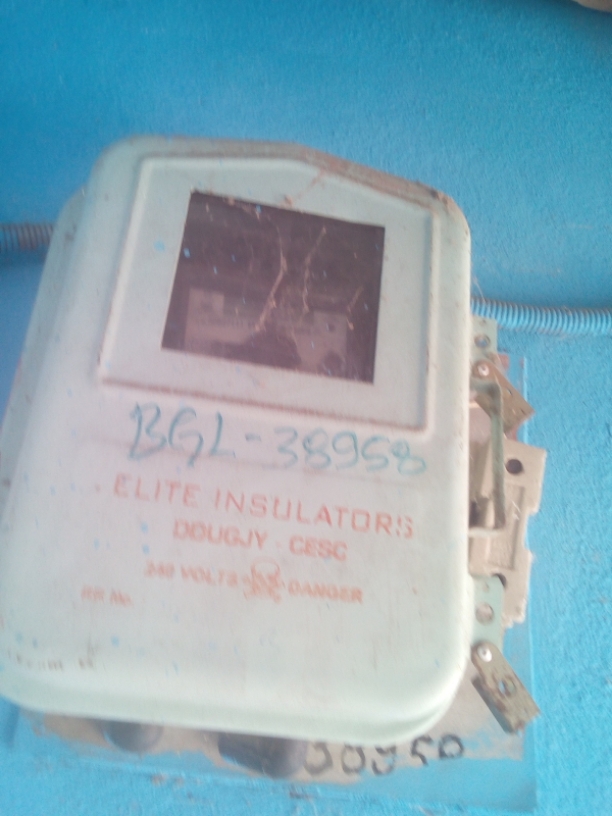 BGL-38958
ELITE INSULATORS
DDUGJY - CESC
240 VOLTS DANGER
RR No.